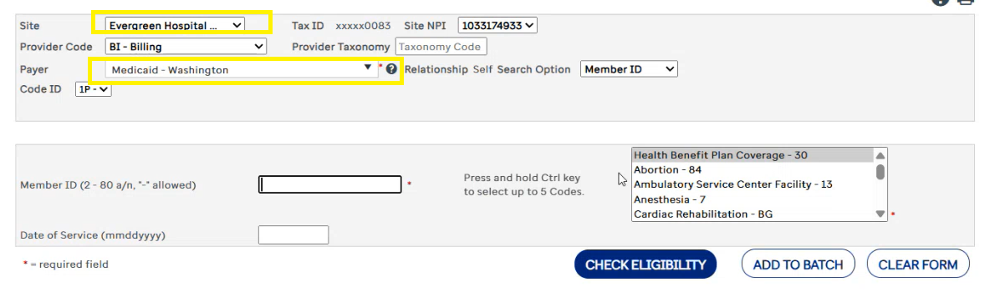 Site Evergreen Hospital ... Tax ID xxxxx0083 Site NPI 1033174933
Provider Code BI - Billing Provider Taxonomy Taxonomy Code
Payer Medicaid - Washington * ? Relationship Self Search Option Member ID
Code ID 1P -
Health Benefit Plan Coverage - 30
Abortion - 84
Member ID (2 - 80 a/n, "-" allowed) * Press and hold Ctrl key
to select up to 5 Codes.
Ambulatory Service Center Facility - 13
Anesthesia - 7
Cardiac Rehabilitation - BG *
Date of Service (mmddyyyy)
* = required field CHECK ELIGIBILITY ADD TO BATCH CLEAR FORM